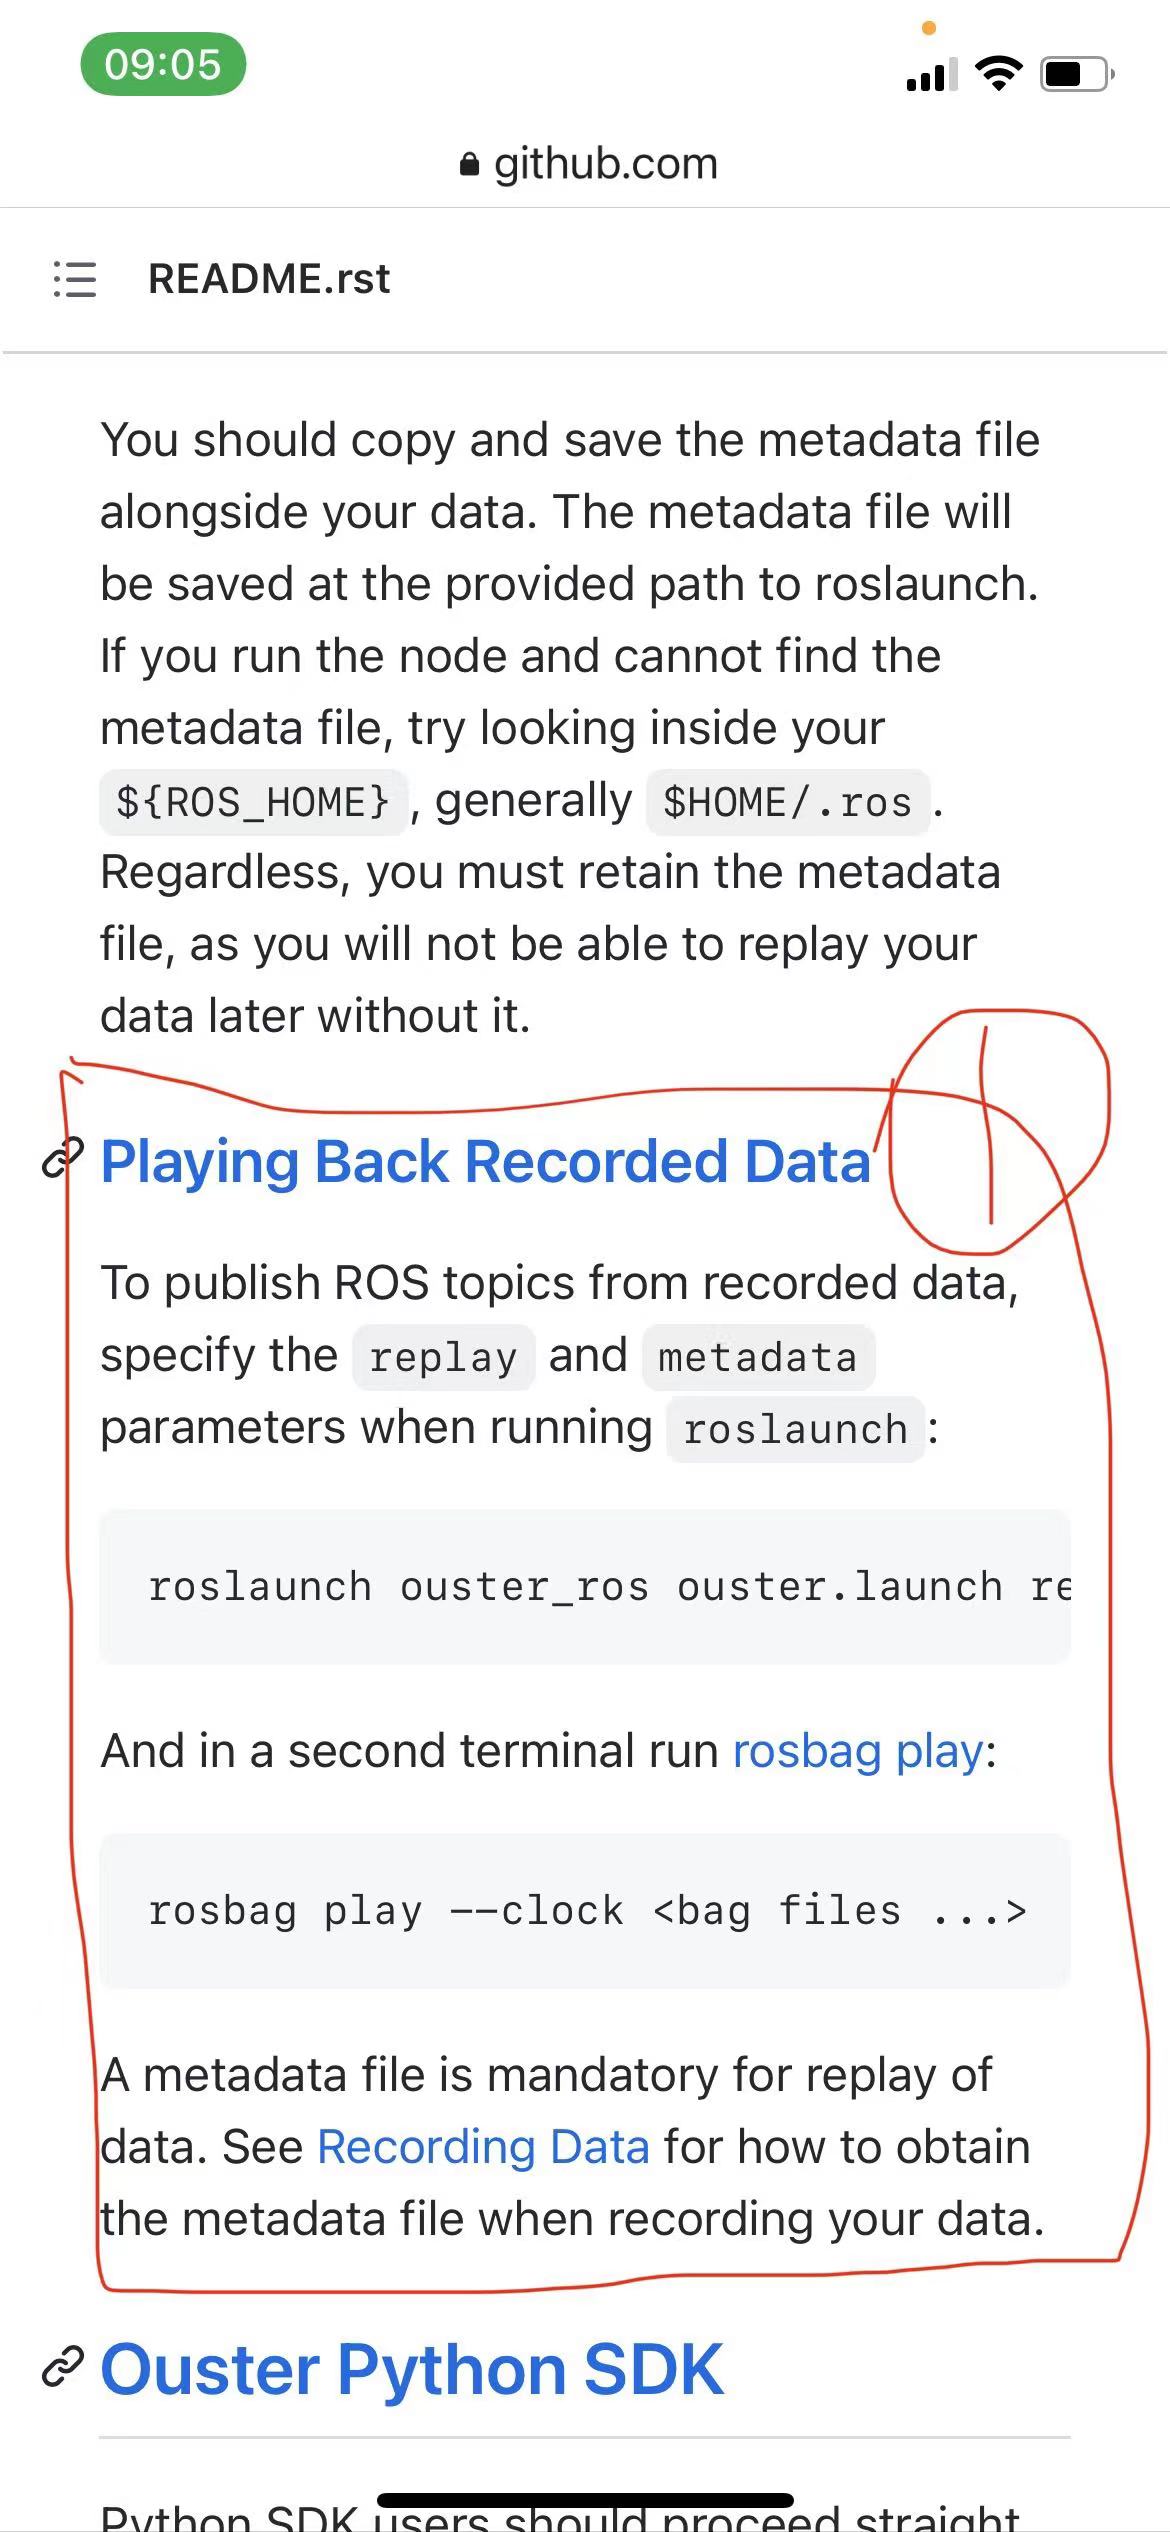 09:05
github.com
README.rst
You should copy and save the metadata file
alongside your data. The metadata file will
be saved at the provided path to roslaunch.
If you run the node and cannot find the
metadata file, try looking inside your
${ROS_HOME} , generally $HOME/.ros .
Regardless, you must retain the metadata
file, as you will not be able to replay your
data later without it.
1
Playing Back Recorded Data
To publish ROS topics from recorded data,
specify the replay and metadata
parameters when running roslaunch :
roslaunch ouster_ros ouster.launch re
And in a second terminal run rosbag play:
rosbag play --clock <bag files ...>
A metadata file is mandatory for replay of
data. See Recording Data for how to obtain
the metadata file when recording your data.
Ouster Python SDK
Python SDK users should proceed straight